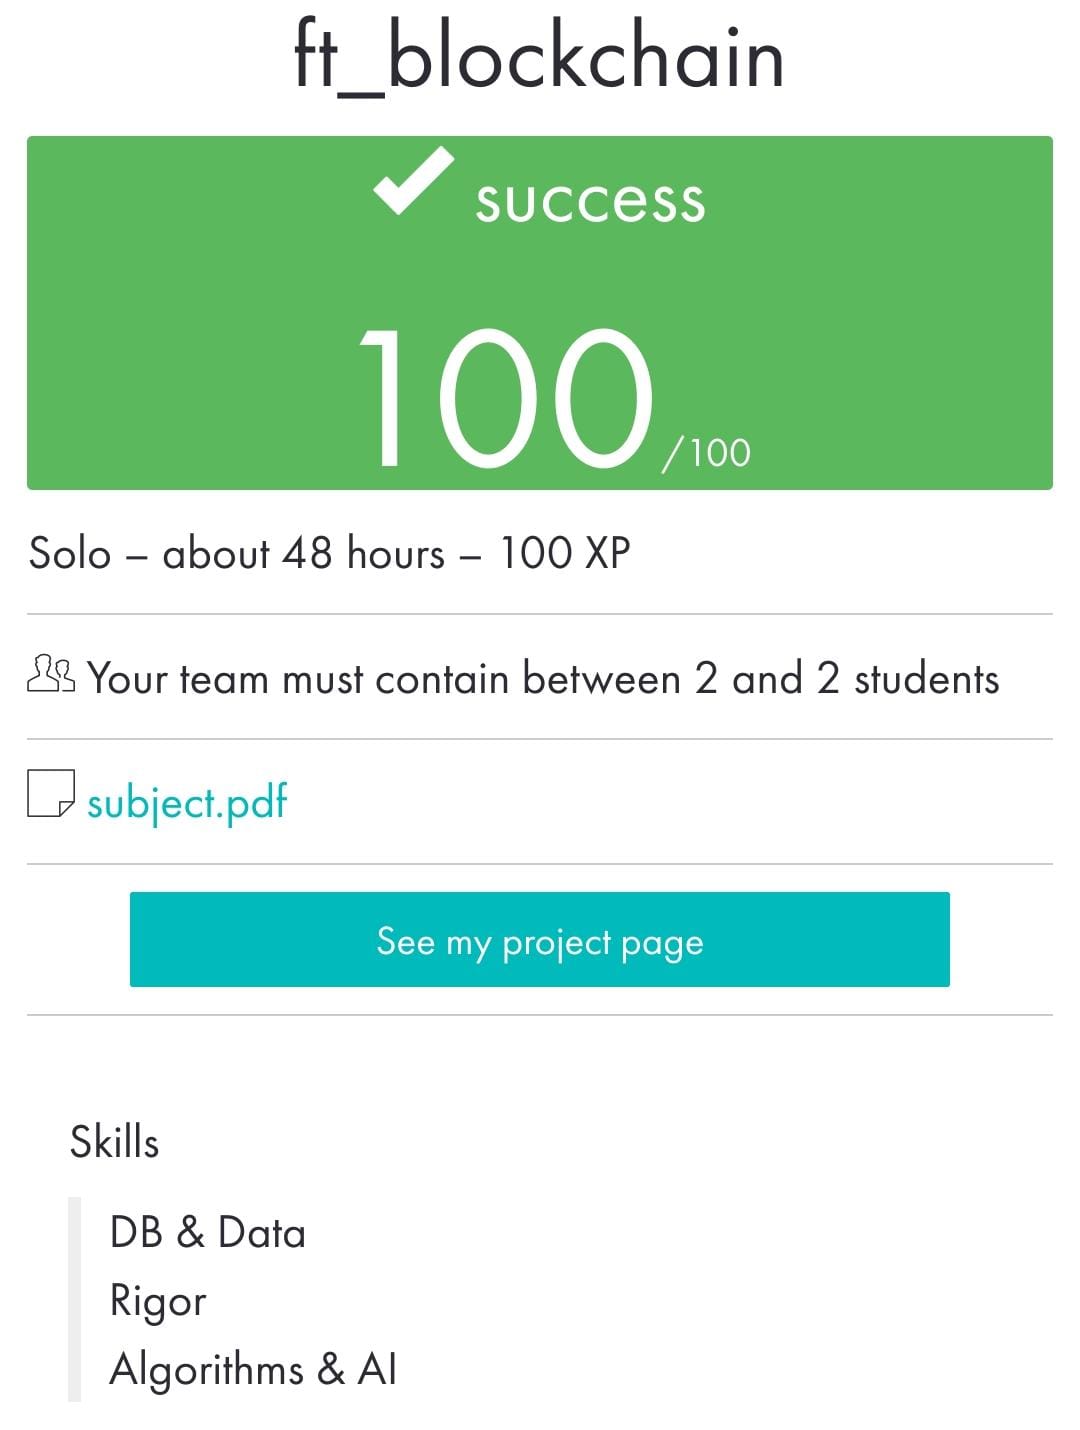 ft_blockchain
success
100/100
Solo – about 48 hours – 100 XP
Your team must contain between 2 and 2 students
subject.pdf
See my project page
Skills
DB & Data
Rigor
Algorithms & AI